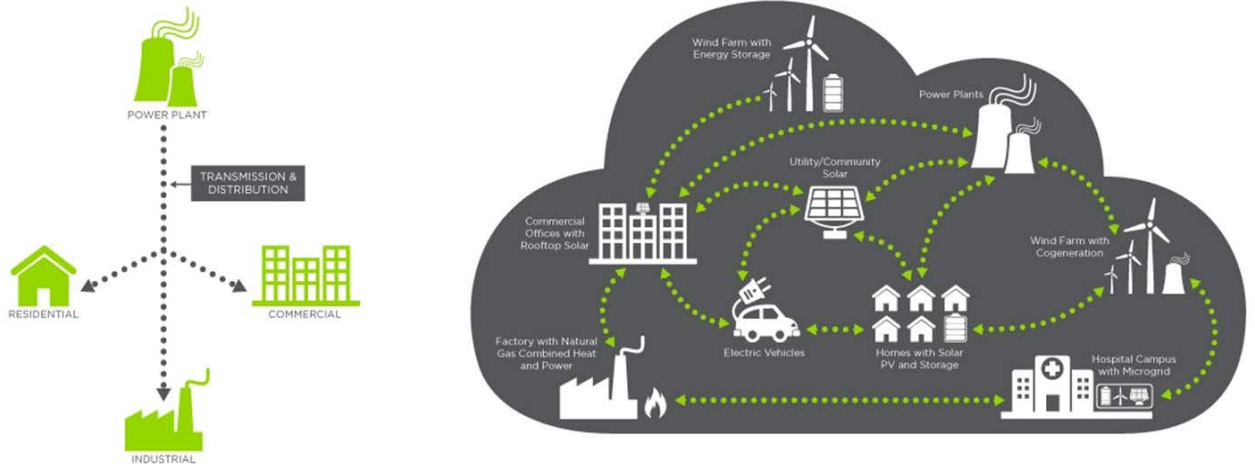 POWER PLANT
TRANSMISSION &
DISTRIBUTION
RESIDENTIAL
COMMERCIAL
INDUSTRIAL
Wind Farm with
Energy Storage
Power Plants
Utility/Community
Solar
Commercial
Offices with
Rooftop Solar
Wind Farm with
Cogeneration
Factory with Natural
Gas Combined Heat
and Power
Electric Vehicles
Homes with Solar
PV and Storage
Hospital Campus
with Microgrid